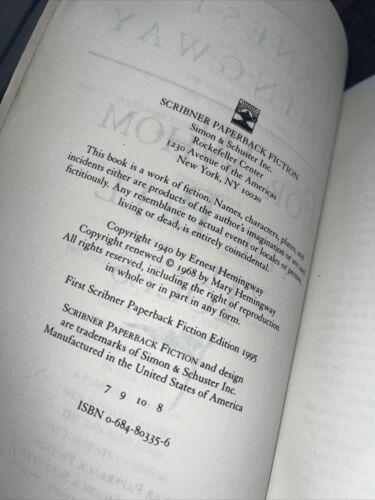 SCRIBNER PAPERBACK FICTION
Simon & Schuster Inc.
Rockefeller Center
1230 Avenue of the Americas
New York, NY 10020
This book is a work of fiction. Names, characters, places, and
incidents either are products of the author's imagination or are used
fictitiously. Any resemblance to actual events or locales or persons,
living or dead, is entirely coincidental.
Copyright 1940 by Ernest Hemingway
Copyright renewed © 1968 by Mary Hemingway
All rights reserved, including the right of reproduction
in whole or in part in any form.
First Scribner Paperback Fiction Edition 1995
SCRIBNER PAPERBACK FICTION and design
are trademarks of Simon & Schuster Inc.
Manufactured in the United States of America
7 9 10 8
ISBN 0-684-80335-6